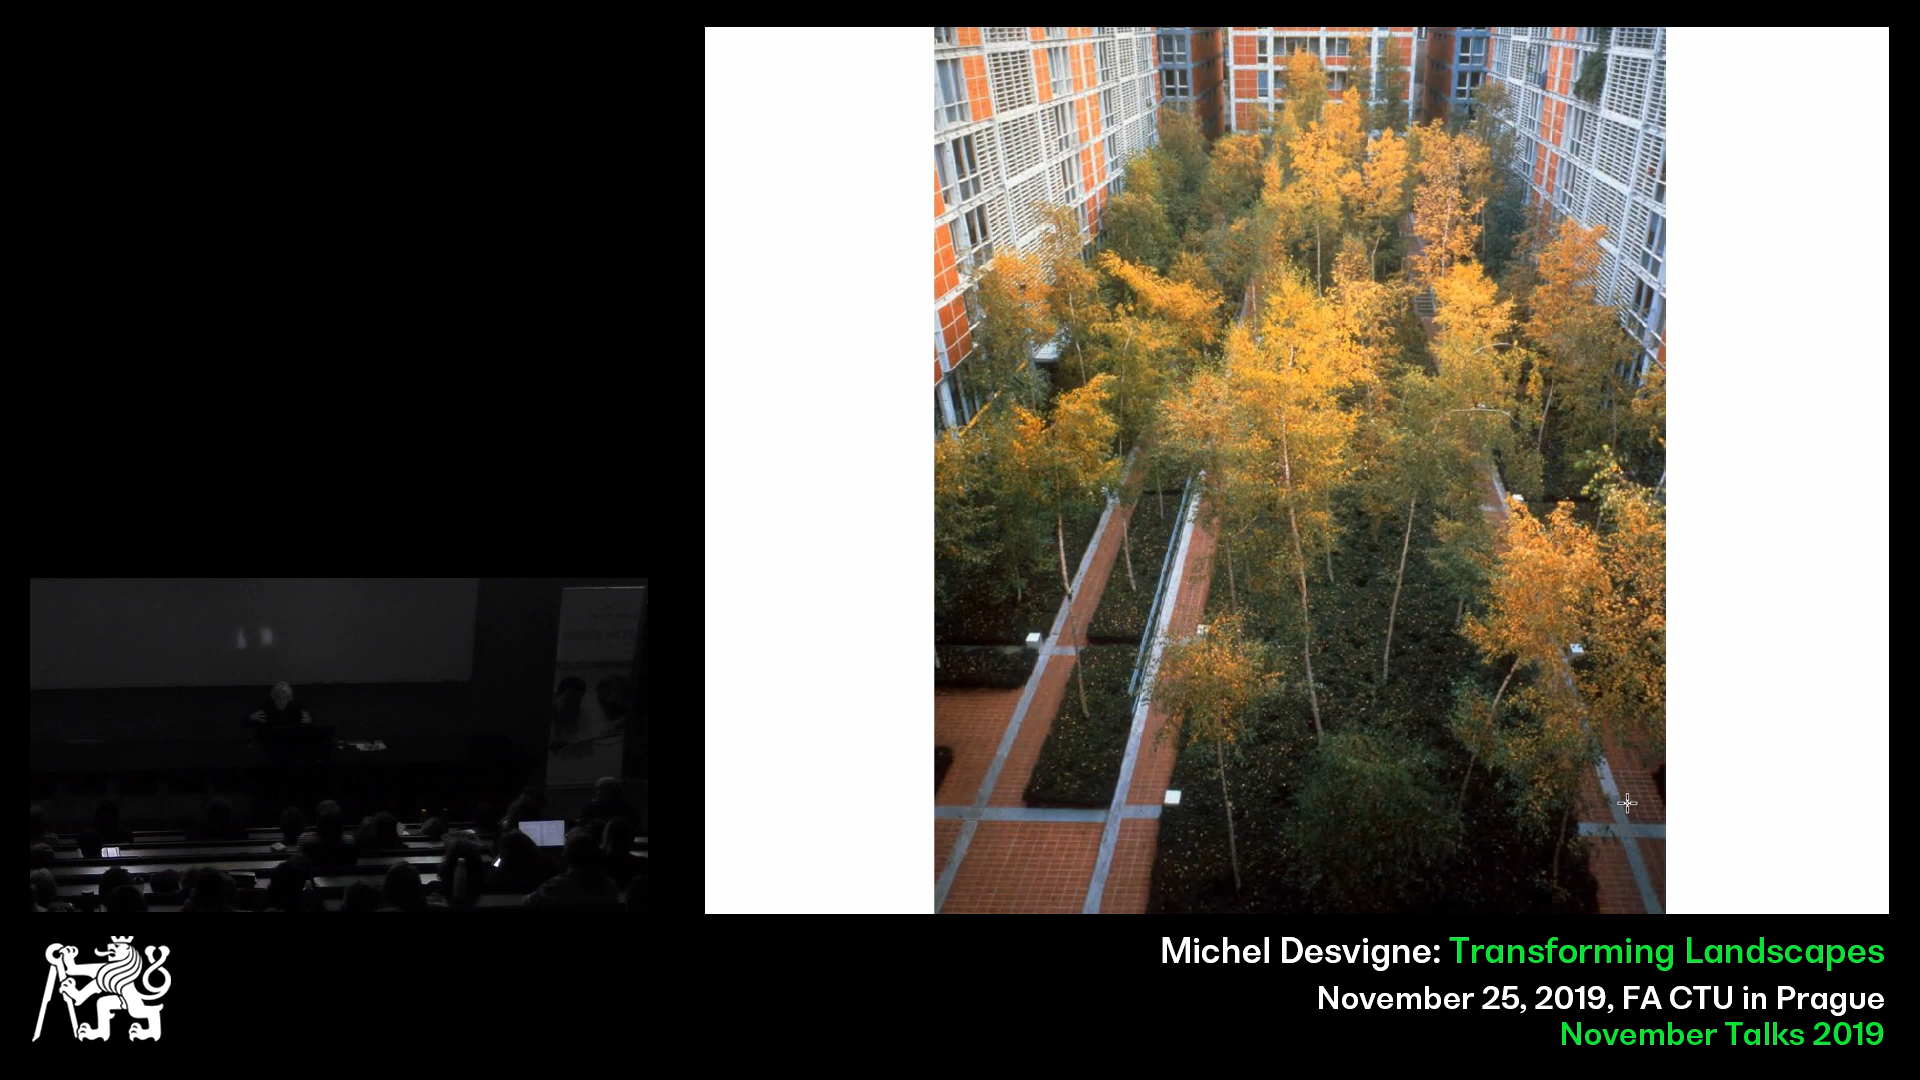 Michel Desvigne: Transforming Landscapes
November 25, 2019, FA CTU in Prague
November Talks 2019